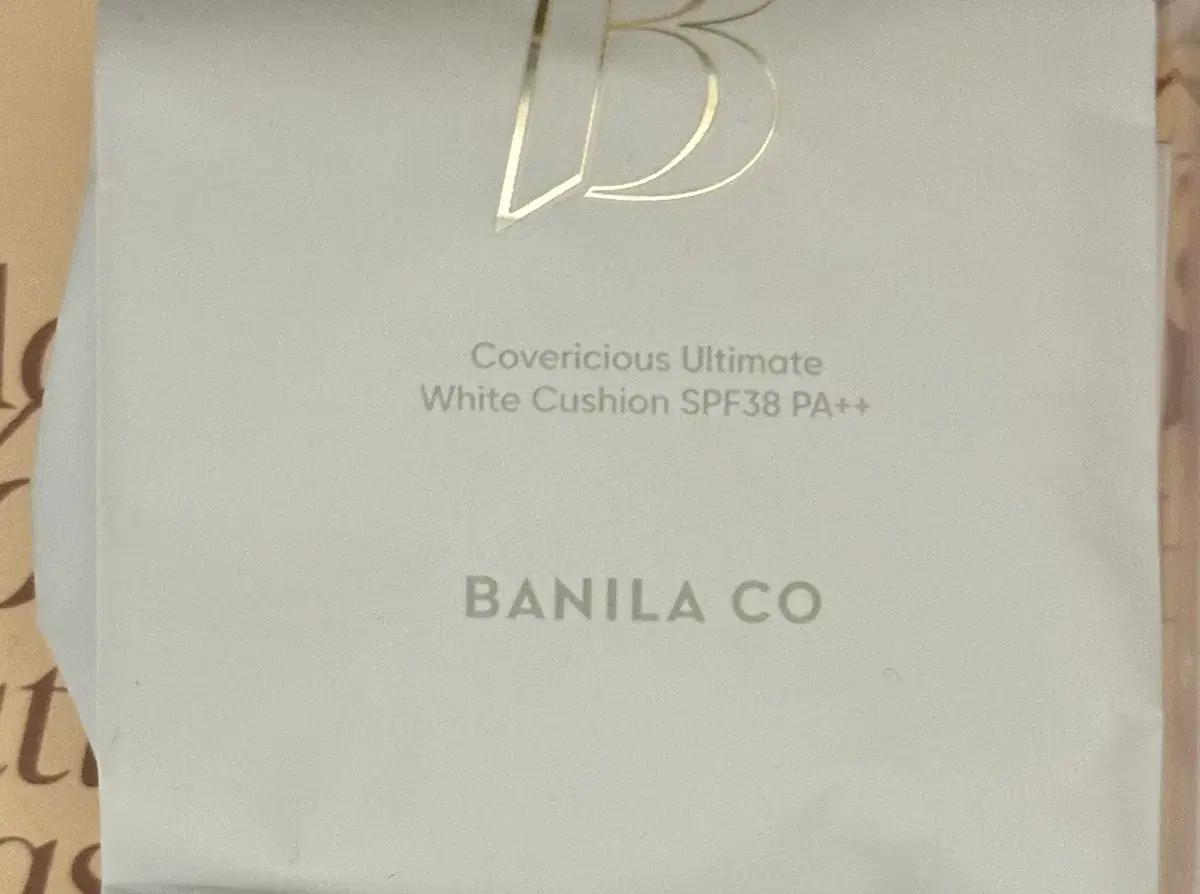 B
Covericious Ultimate
White Cushion SPF38 PA++
BANILA CO